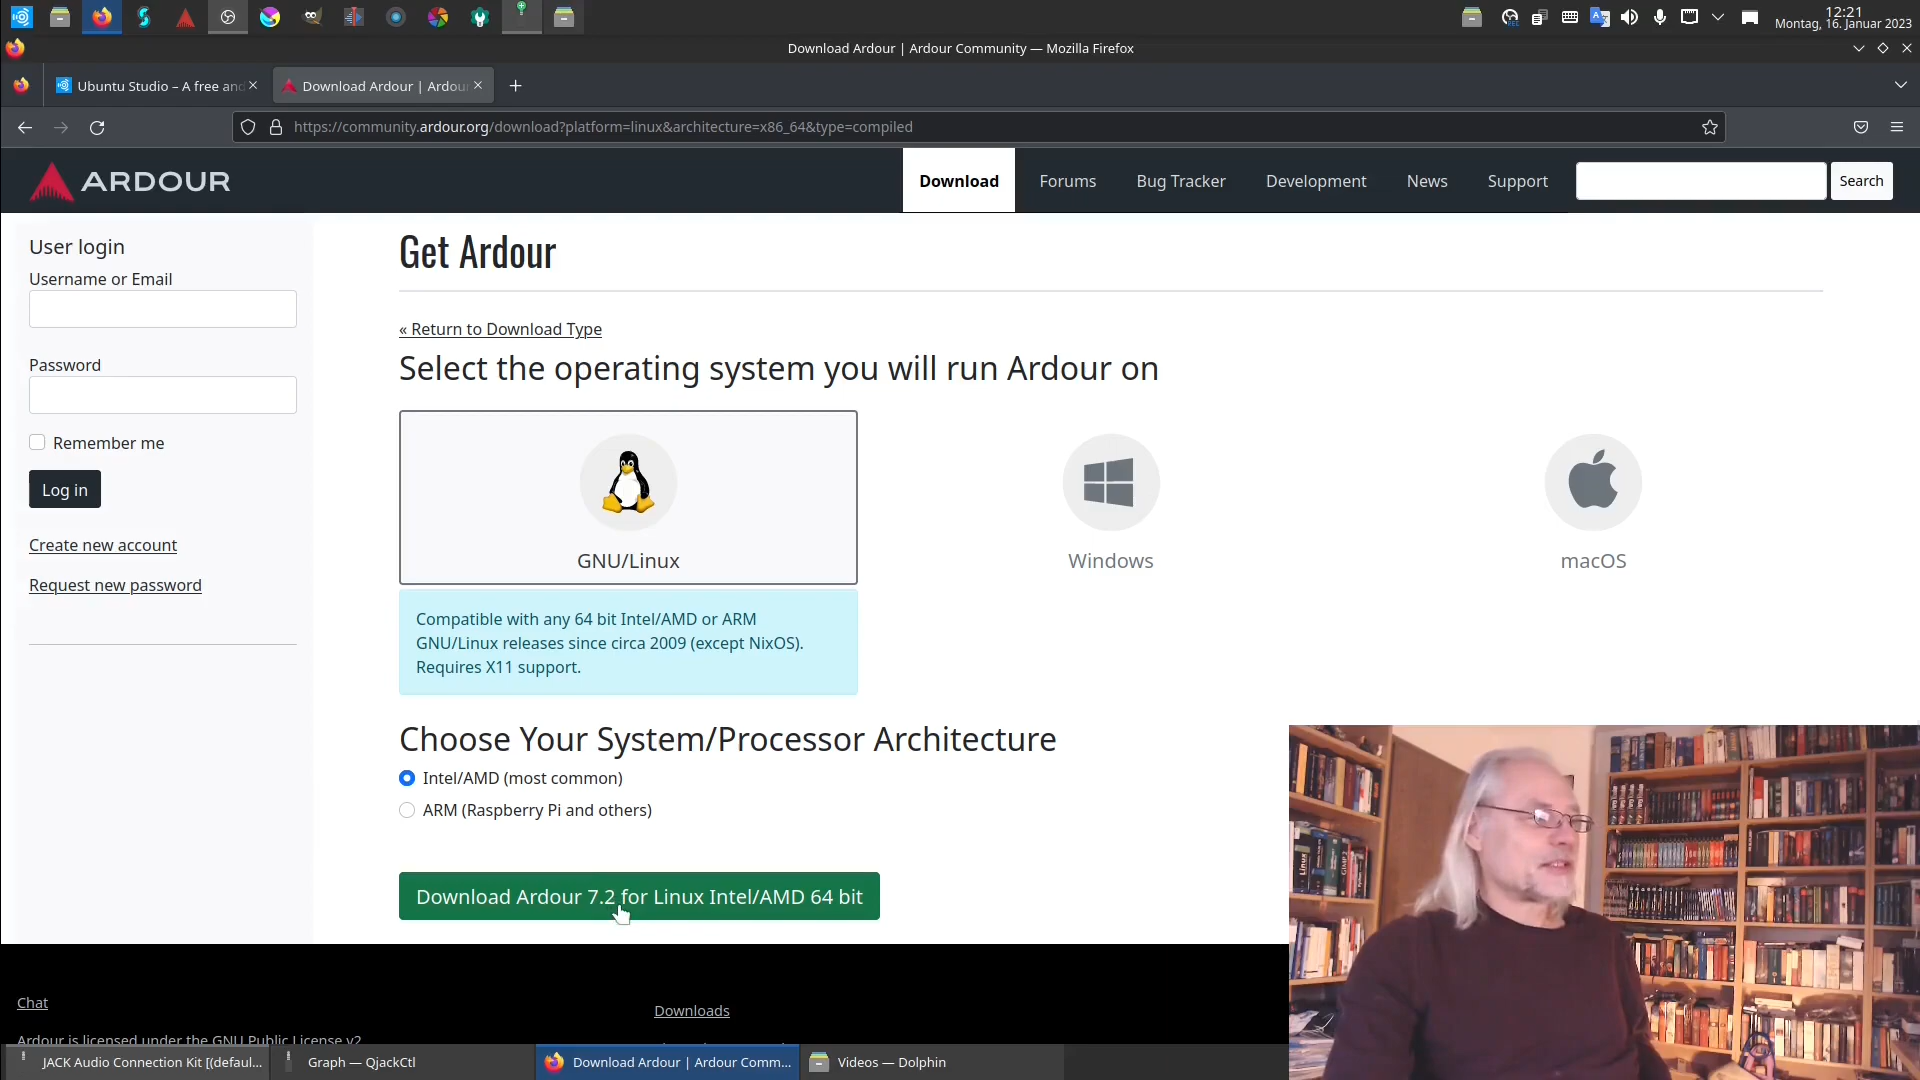 12:21
Montag, 16. Januar 2023
Download Ardour | Ardour Community — Mozilla Firefox
Ubuntu Studio – A free and
Download Ardour | Ardou
https://community.ardour.org/download?platform=linux&architecture=x86_64&type=compiled
ARDOUR
Download
Forums
Bug Tracker
Development
News
Support
Search
User login
Username or Email
Password
Remember me
Log in
Create new account
Request new password
Get Ardour
« Return to Download Type
Select the operating system you will run Ardour on
GNU/Linux
Windows
macOS
Compatible with any 64 bit Intel/AMD or ARM
GNU/Linux releases since circa 2009 (except NixOS).
Requires X11 support.
Choose Your System/Processor Architecture
Intel/AMD (most common)
ARM (Raspberry Pi and others)
Download Ardour 7.2 for Linux Intel/AMD 64 bit
Chat
Downloads
Ardour is licensed under the GNU Public License v2
JACK Audio Connection Kit [(defaul...
Graph — QjackCtl
Download Ardour | Ardour Comm...
Videos — Dolphin